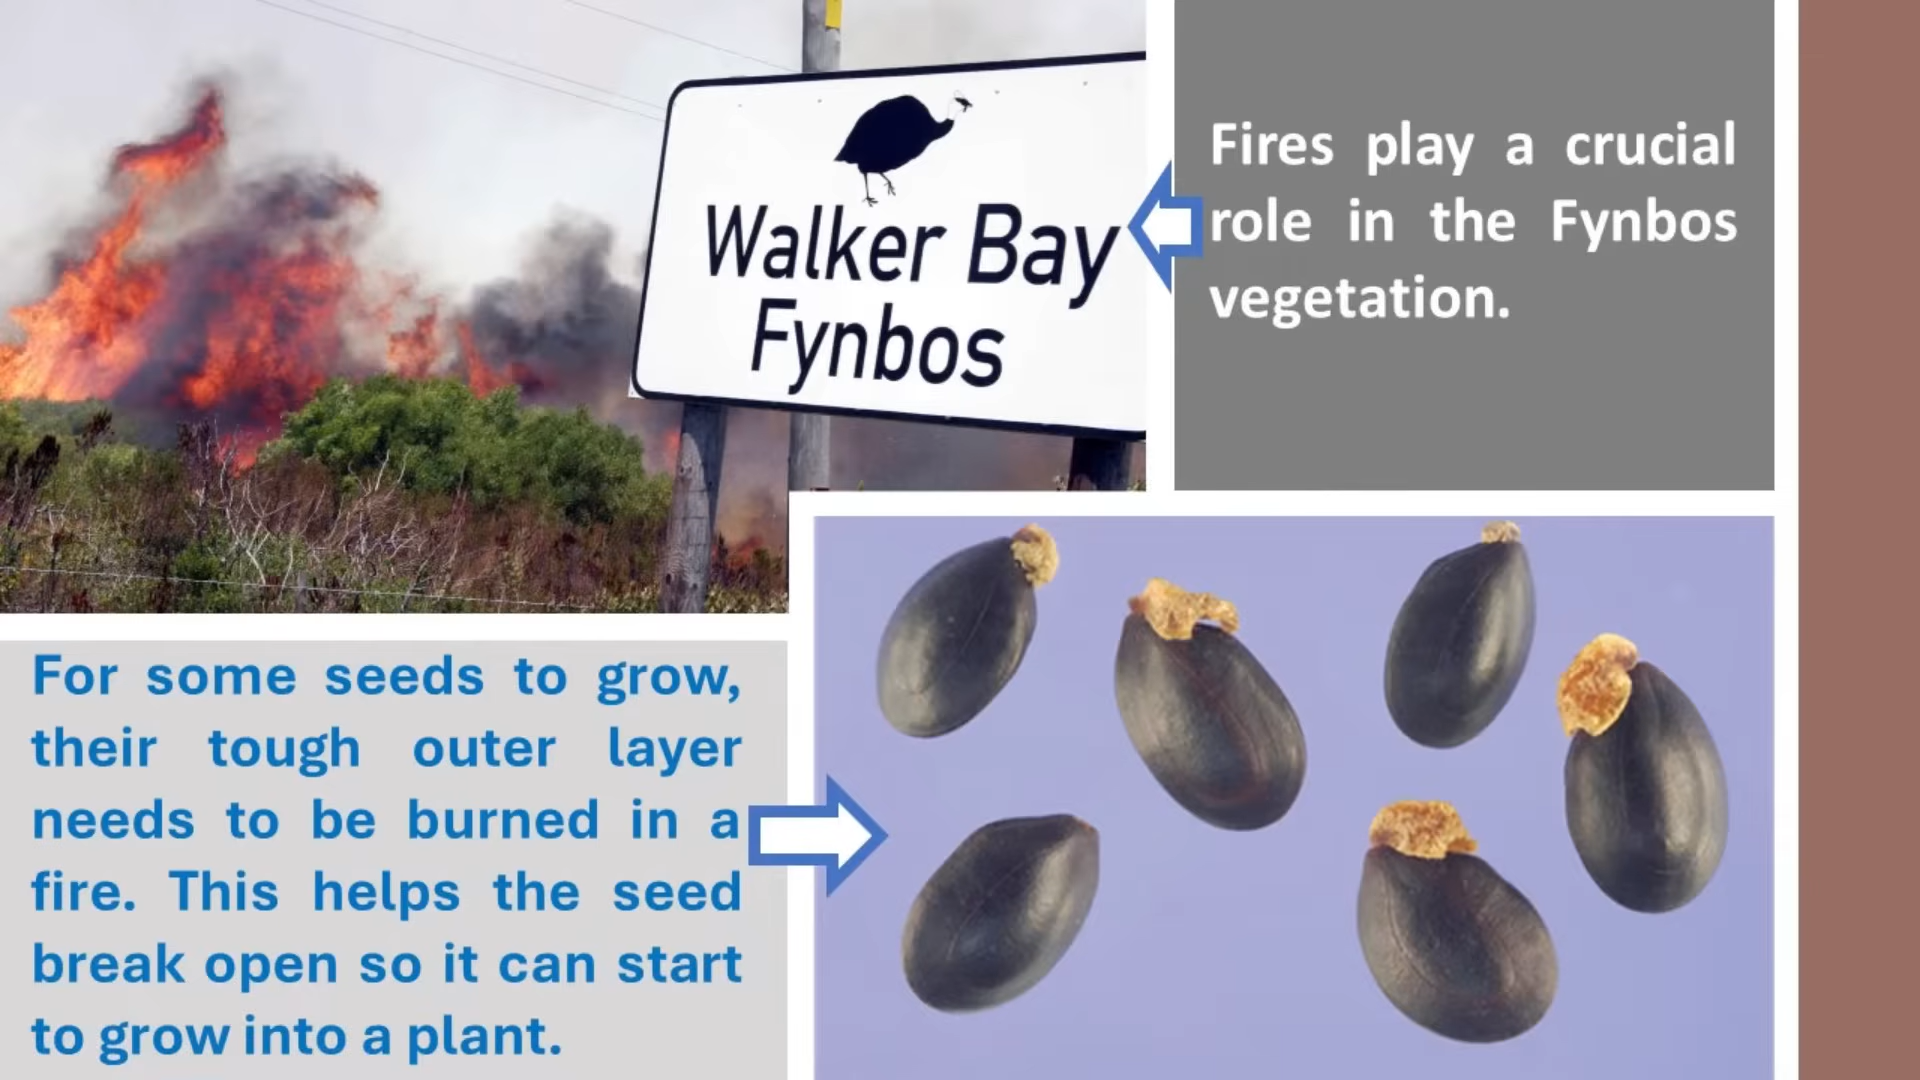 Walker Bay
Fynbos
Fires play a crucial
role in the Fynbos
vegetation.
For some seeds to grow,
their tough outer layer
needs to be burned in a
fire. This helps the seed
break open so it can start
to grow into a plant.